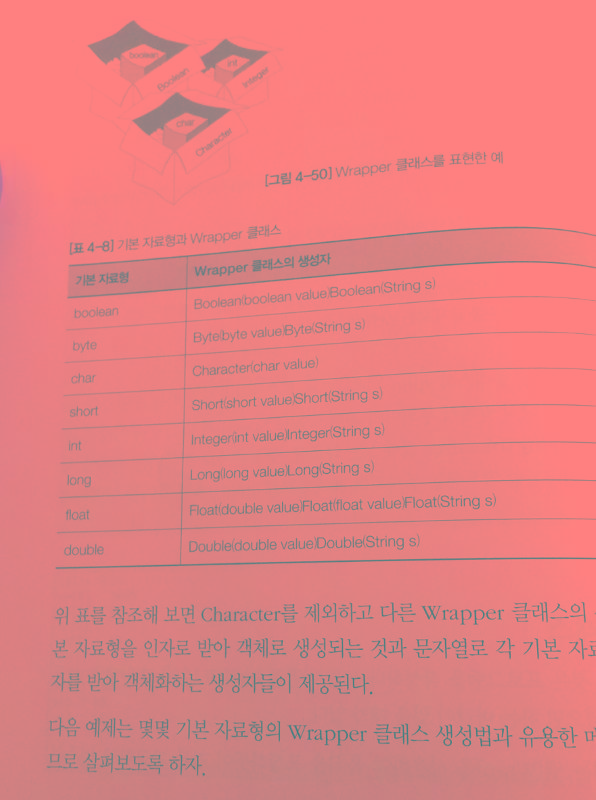 boolean
Boolean
int
Integer
char
Character
[그림 4-50] Wrapper 클래스를 표현한 예
[표 4-8] 기본 자료형과 Wrapper 클래스
기본 자료형 Wrapper 클래스의 생성자
boolean Boolean(boolean value)Boolean(String s)
byte Byte(byte value)Byte(String s)
char Character(char value)
short Short(short value)Short(String s)
int Integer(int value)Integer(String s)
long Long(long value)Long(String s)
float Float(double value)Float(float value)Float(String s)
double Double(double value)Double(String s)
위 표를 참조해 보면 Character를 제외하고 다른 Wrapper 클래스의
본 자료형을 인자로 받아 객체로 생성되는 것과 문자열로 각 기본 자료
자를 받아 객체화하는 생성자들이 제공된다.
다음 예제는 몇몇 기본 자료형의 Wrapper 클래스 생성법과 유용한
므로 살펴보도록 하자.